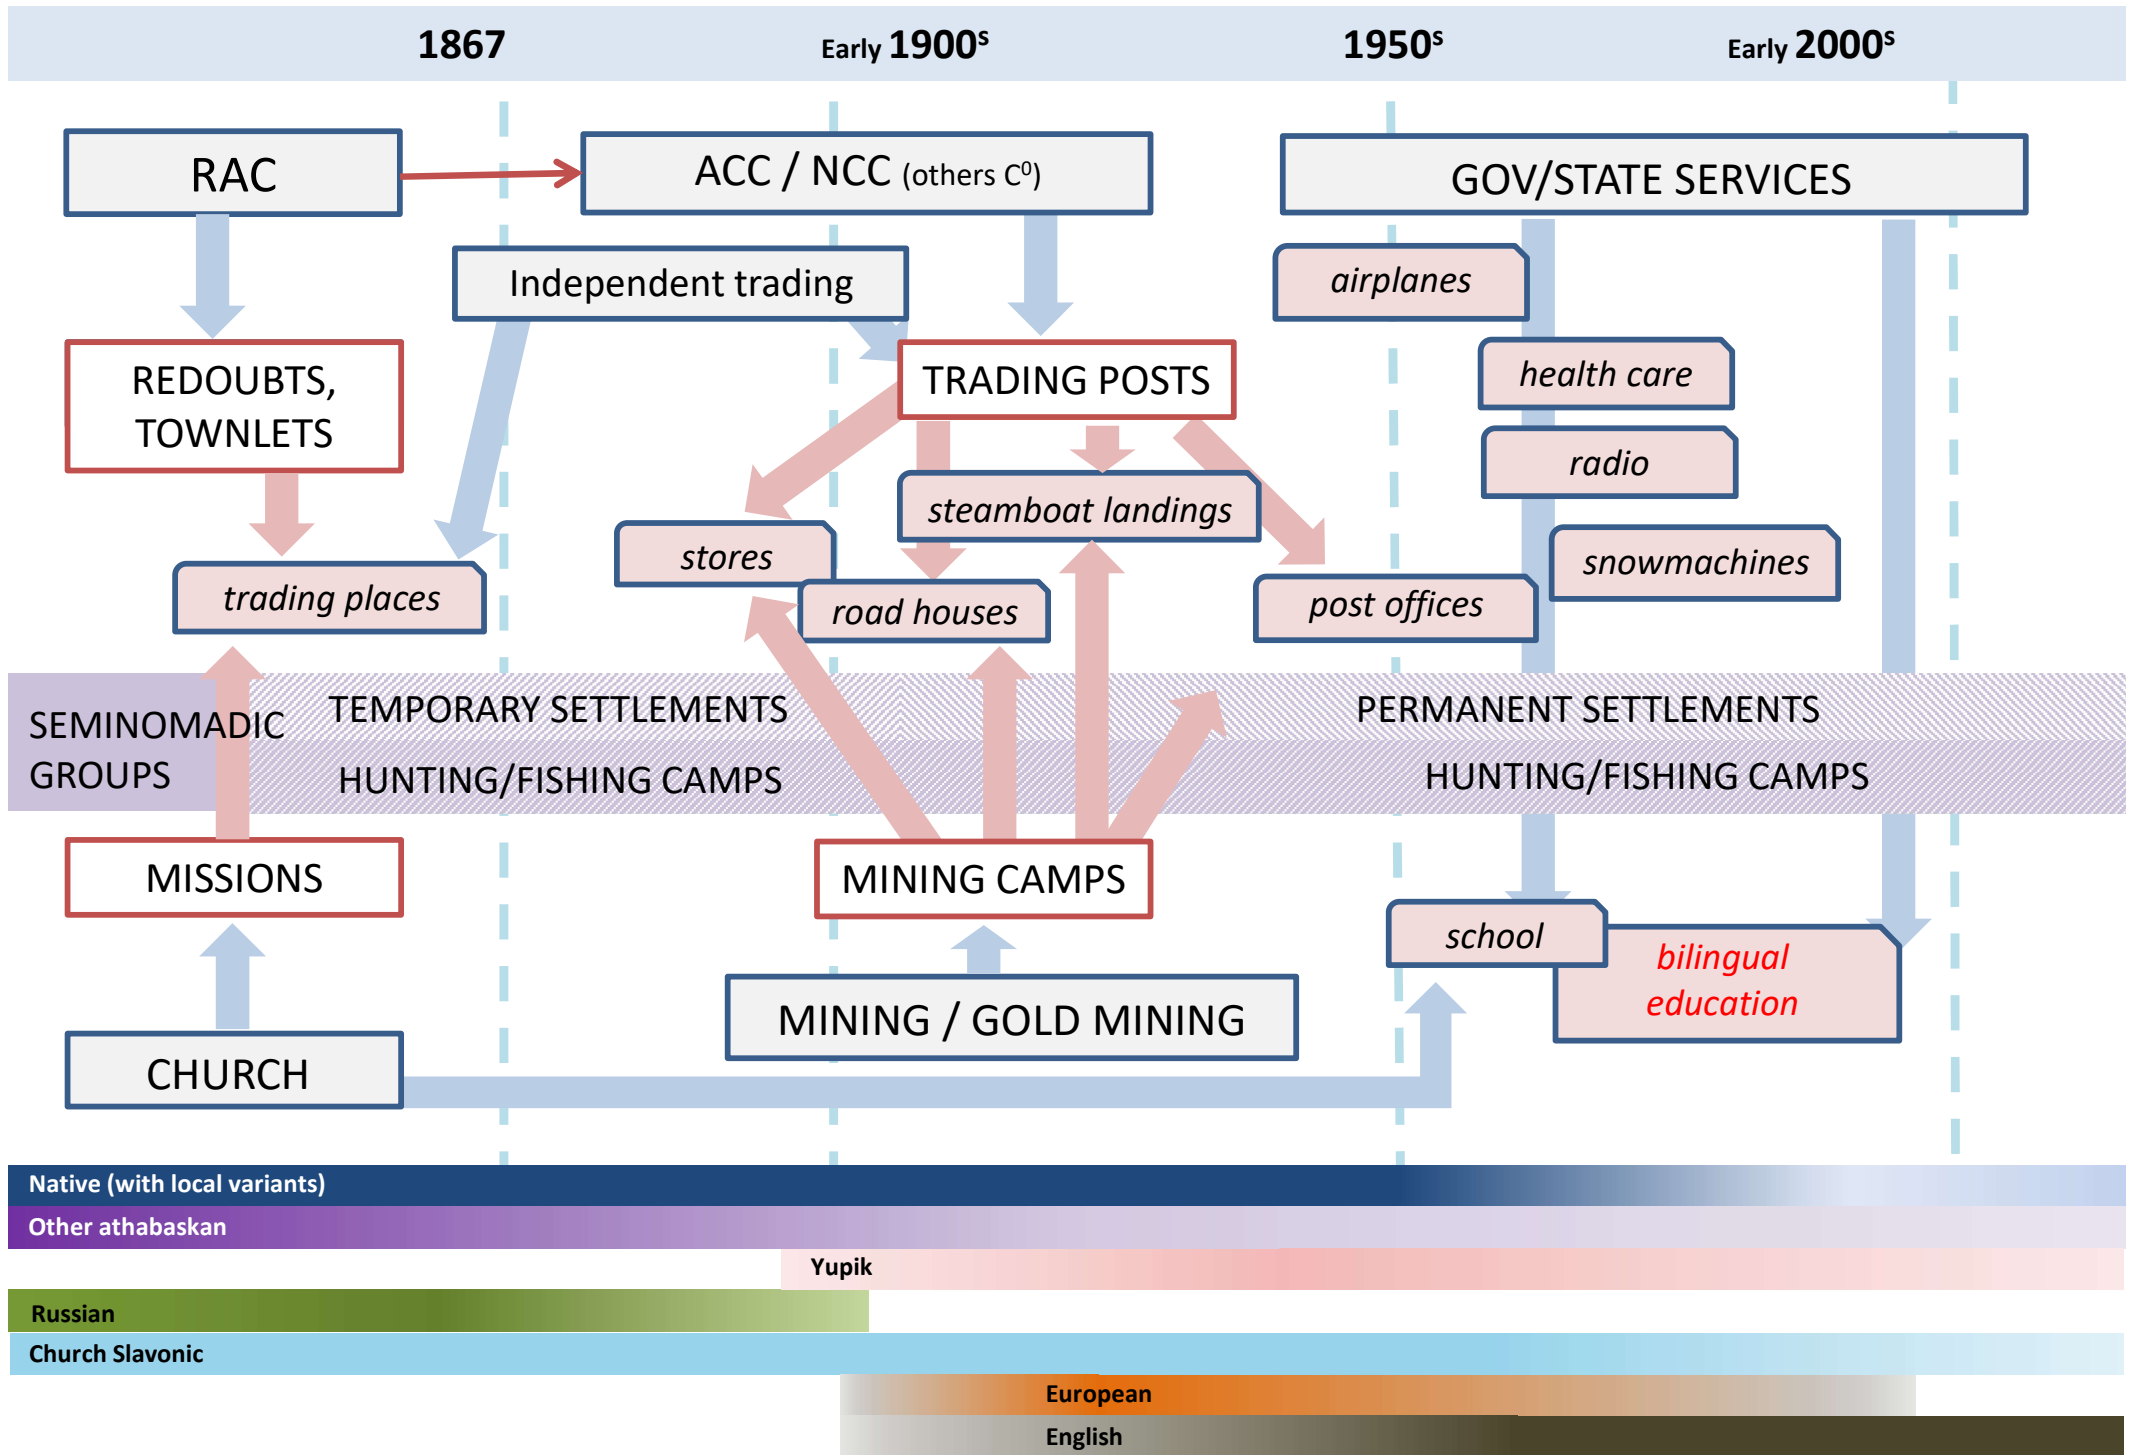 1867
Early 1900s
1950s
Early 2000s
RAC
ACC / NCC (others C0)
GOV/STATE SERVICES
Independent trading
airplanes
REDOUBTS,
TOWNLETS
TRADING POSTS
health care
radio
steamboat landings
stores
snowmachines
trading places
road houses
post offices
SEMINOMADIC
GROUPS
TEMPORARY SETTLEMENTS
PERMANENT SETTLEMENTS
HUNTING/FISHING CAMPS
HUNTING/FISHING CAMPS
MISSIONS
MINING CAMPS
school
bilingual
education
MINING / GOLD MINING
CHURCH
Native (with local variants)
Other athabaskan
Yupik
Russian
Church Slavonic
European
English